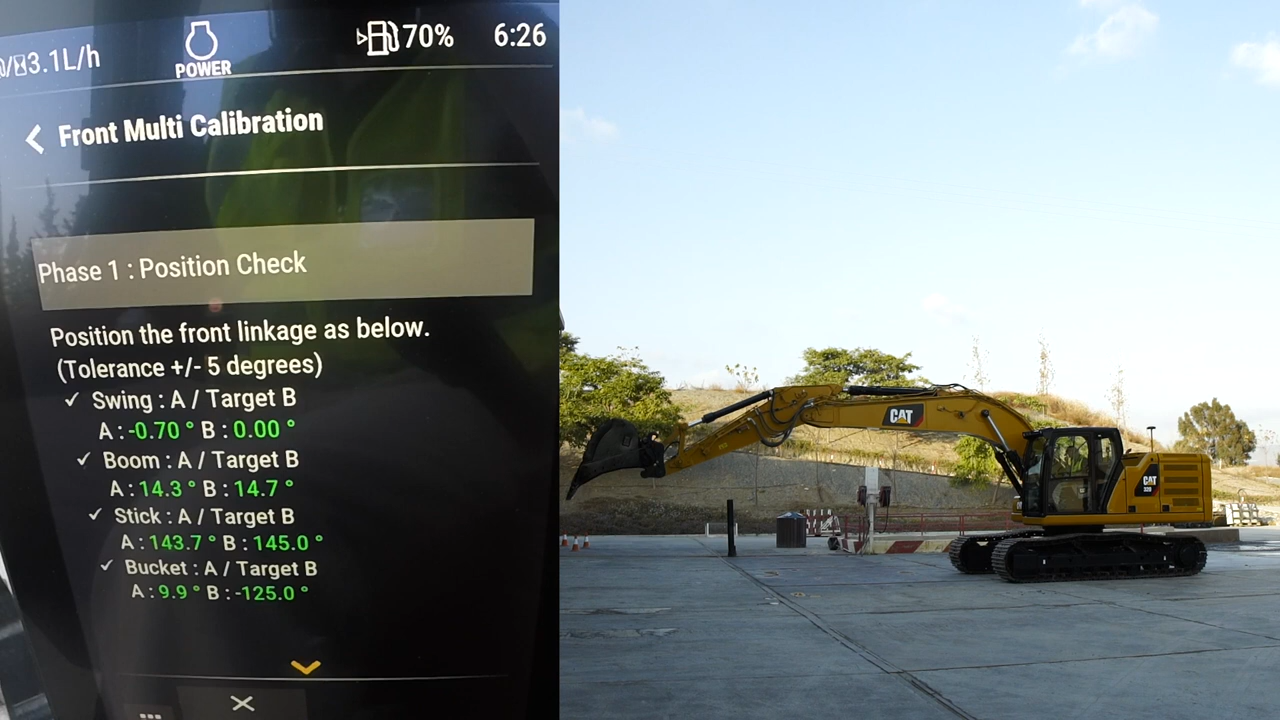 3.1L/h
POWER
70%
6:26
Front Multi Calibration
Phase 1 : Position Check
Position the front linkage as below.
(Tolerance +/- 5 degrees)
✓ Swing : A / Target B
A : -0.70 ° B : 0.00 °
✓ Boom : A / Target B
A : 14.3 ° B : 14.7 °
✓ Stick : A / Target B
A : 143.7 ° B : 145.0 °
✓ Bucket : A / Target B
A : 9.9 ° B : -125.0 °
CAT
CAT
320